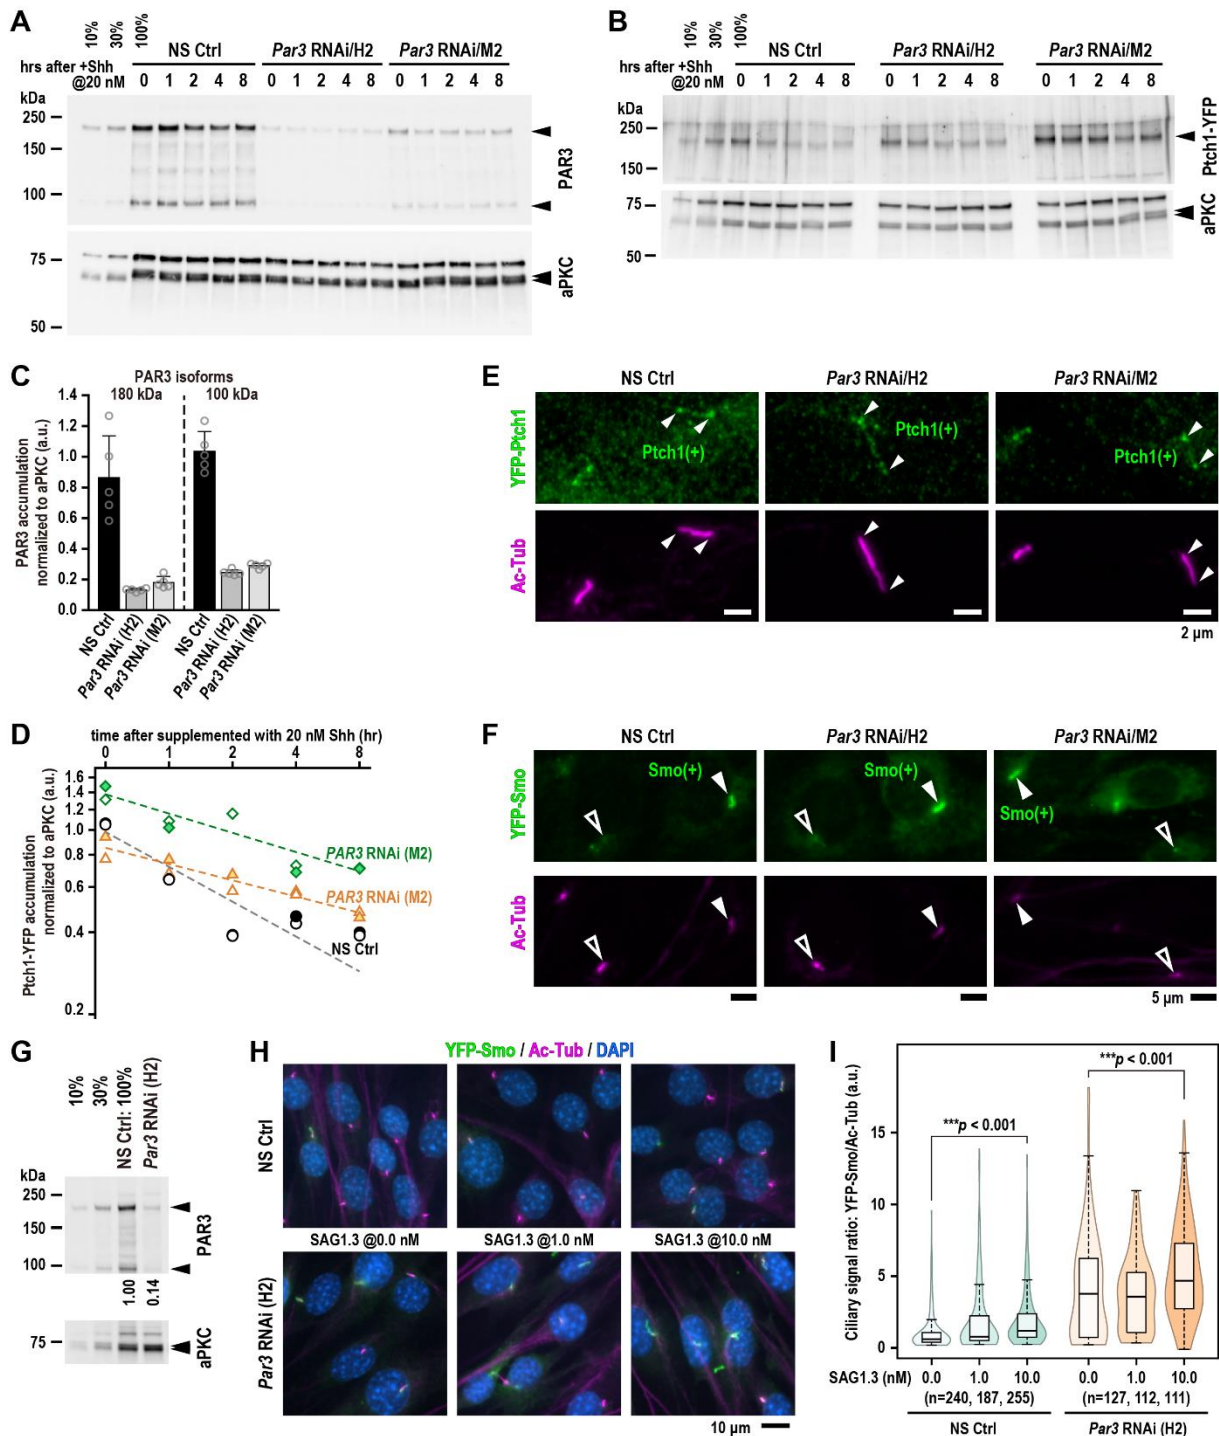 A
10% 30% 100%
NS Ctrl Par3 RNAi/H2 Par3 RNAi/M2
hrs after +Shh
@20 nM 0 1 2 4 8 0 1 2 4 8 0 1 2 4 8
kDa
250
150
100
PAR3
75
50
aPKC
B
10% 30% 100%
NS Ctrl Par3 RNAi/H2 Par3 RNAi/M2
hrs after +Shh
@20 nM 0 1 2 4 8 0 1 2 4 8 0 1 2 4 8
kDa
250
150
Ptch1-YFP
75
50
aPKC
C
PAR3 isoforms
180 kDa 100 kDa
PAR3 accumulation
normalized to aPKC (a.u.)
1.4
1.2
1.0
0.8
0.6
0.4
0.2
0.0
NS Ctrl
Par3 RNAi (H2)
Par3 RNAi (M2)
NS Ctrl
Par3 RNAi (H2)
Par3 RNAi (M2)
D
time after supplemented with 20 nM Shh (hr)
0 1 2 4 8
Ptch1-YFP accumulation
normalized to aPKC (a.u.)
1.6
1.4
1.2
1.0
0.8
0.6
0.4
0.2
PAR3 RNAi (M2)
PAR3 RNAi (M2)
NS Ctrl
E
NS Ctrl Par3 RNAi/H2 Par3 RNAi/M2
YFP-Ptch1
Ptch1(+) Ptch1(+) Ptch1(+)
Ac-Tub
2 µm
F
NS Ctrl Par3 RNAi/H2 Par3 RNAi/M2
YFP-Smo
Smo(+) Smo(+) Smo(+)
Ac-Tub
5 µm
G
10%
30%
NS Ctrl: 100%
Par3 RNAi (H2)
kDa
250
150
100
PAR3
1.00 0.14
75
aPKC
H
YFP-Smo / Ac-Tub / DAPI
NS Ctrl
SAG1.3 @0.0 nM SAG1.3 @1.0 nM SAG1.3 @10.0 nM
Par3 RNAi (H2)
10 µm
I
Ciliary signal ratio: YFP-Smo/Ac-Tub (a.u.)
***p < 0.001
***p < 0.001
15
10
5
0
SAG1.3 (nM) 0.0 1.0 10.0 0.0 1.0 10.0
(n=240, 187, 255) (n=127, 112, 111)
NS Ctrl Par3 RNAi (H2)